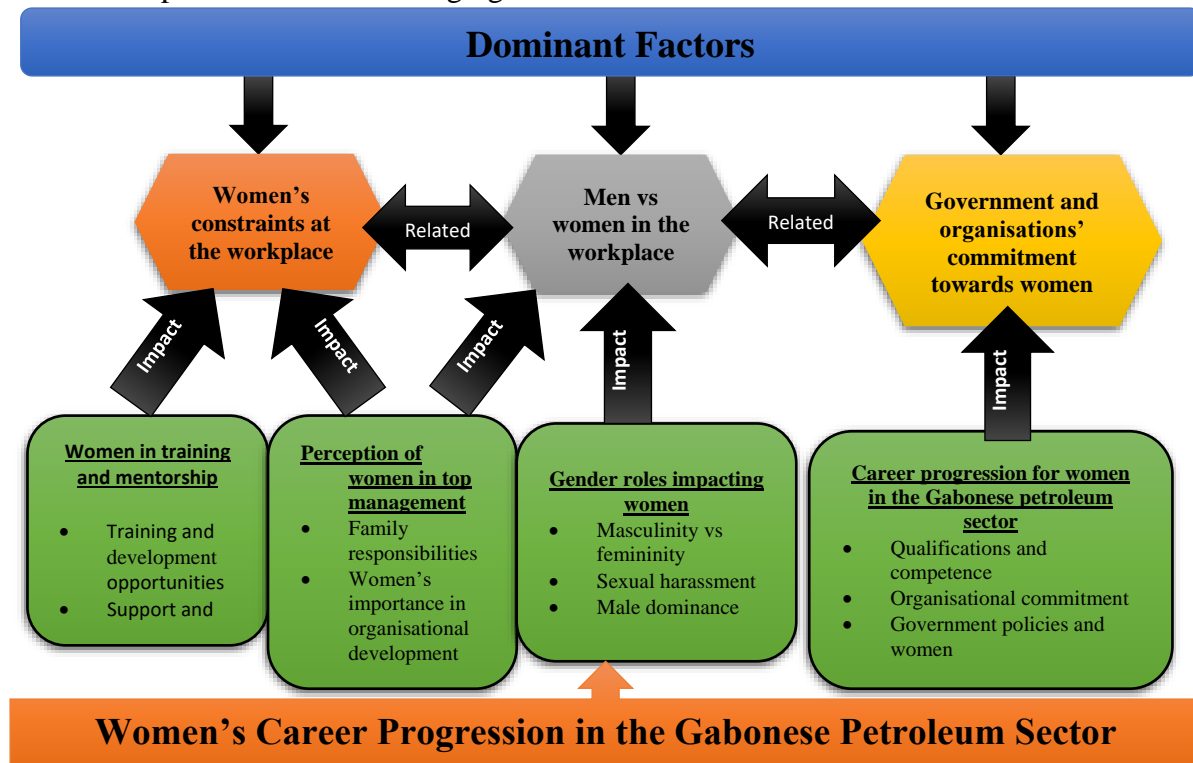 Dominant Factors
Women's
constraints at
the workplace
Related
Men vs
women in the
workplace
Related
Government and
organisations'
commitment
towards women
Impact
Impact
Impact
Impact
Impact
Women in training
and mentorship
• Training and
development
opportunities
• Support and
Perception of
women in top
management
• Family
responsibilities
• Women's
importance in
organisational
development
Gender roles impacting
women
• Masculinity vs
femininity
• Sexual harassment
• Male dominance
Career progression for women
in the Gabonese petroleum
sector
• Qualifications and
competence
• Organisational commitment
• Government policies and
women
Women's Career Progression in the Gabonese Petroleum Sector